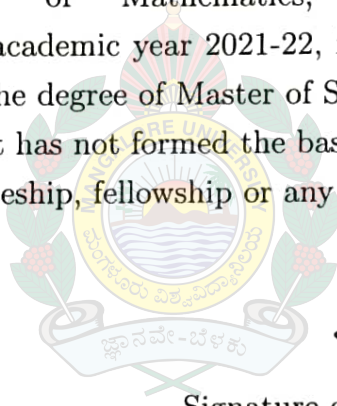 of Mathematics,
academic year 2021-22,
he degree of Master of S
t has not formed the bas
eship, fellowship or any
MANGALORE UNIVERSITY
ಮಂಗಳೂರು ವಿಶ್ವವಿದ್ಯಾನಿಲಯ
ಜ್ಞಾನವೇ-ಬೆಳಕು
Signature